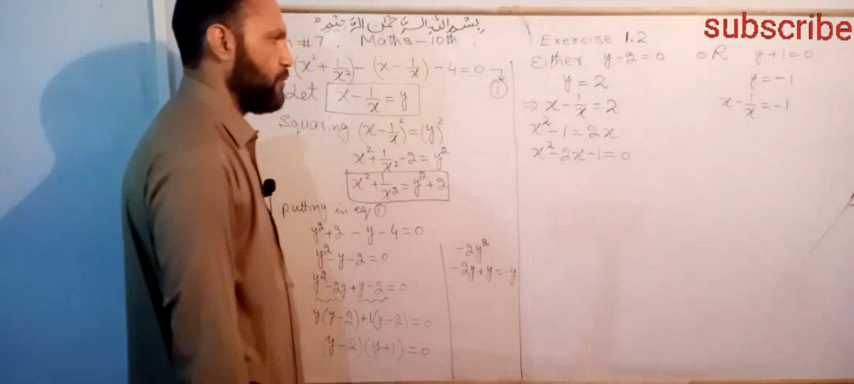 subscribe
بسم اللہ الرحمٰن الرحیم
#7 Maths-10th
(x²+1/x²)-(x-1/x)-4=0 → ①
Let x-1/x=y
Squaring (x-1/x)²=(y)²
x²+1/x²-2=y²
x²+1/x²=y²+2
putting in eq ①
y²+2-y-4=0
y²-y-2=0
y²-2y+y-2=0
y(y-2)+1(y-2)=0
(y-2)(y+1)=0
-2y²
-2y+y=-y
Exercise 1.2
Either y-2=0 OR y+1=0
y=2 y=-1
⇒ x-1/x=2 x-1/x=-1
x²-1=2x
x²-2x-1=0